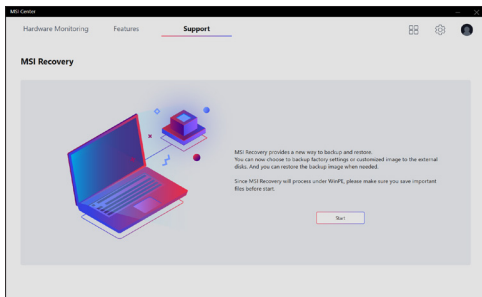 MSI Center
Hardware Monitoring Features Support
MSI Recovery
MSI Recovery provides a new way to backup and restore.
You can now choose to backup factory settings or customized image to the external
disks. And you can restore the backup image when needed.
Since MSI Recovery will process under WinPE, please make sure you save important
files before start.
Start